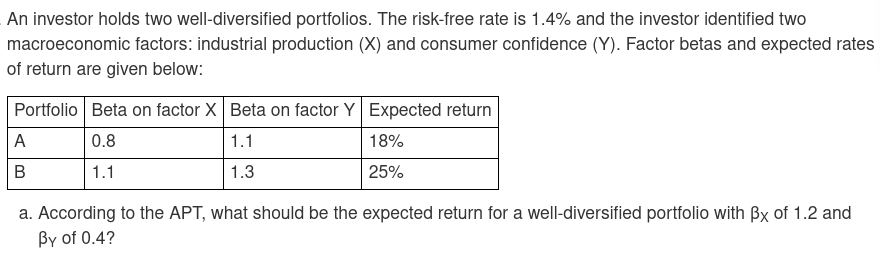 An investor holds two well-diversified portfolios. The risk-free rate is 1.4% and the investor identified two
macroeconomic factors: industrial production (X) and consumer confidence (Y). Factor betas and expected rates
of return are given below:
Portfolio Beta on factor X Beta on factor Y Expected return
A 0.8 1.1 18%
B 1.1 1.3 25%
a. According to the APT, what should be the expected return for a well-diversified portfolio with βX of 1.2 and
βY of 0.4?